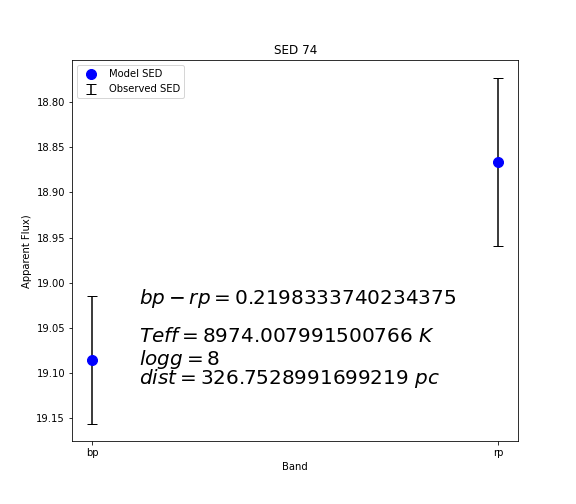 SED 74
Model SED
Observed SED
18.80
18.85
18.90
18.95
19.00
19.05
19.10
19.15
Apparent Flux)
bp − rp = 0.2198333740234375
Teff = 8974.007991500766 K
logg = 8
dist = 326.7528991699219 pc
bp
rp
Band